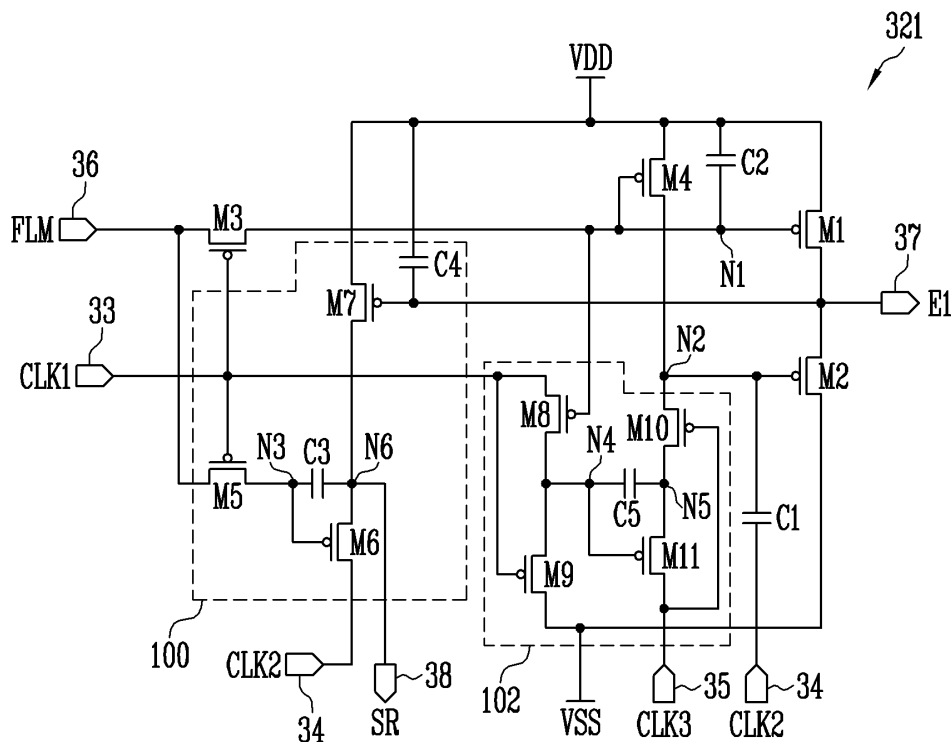 321
VDD
36
FLM
M3
M4
C2
M1
N1
37
E1
C4
M7
33
CLK1
N2
M2
M8
M10
N3
C3
N6
N4
M5
C5
N5
C1
M6
M9
M11
100
CLK2
34
38
SR
102
VSS
35
CLK3
34
CLK2